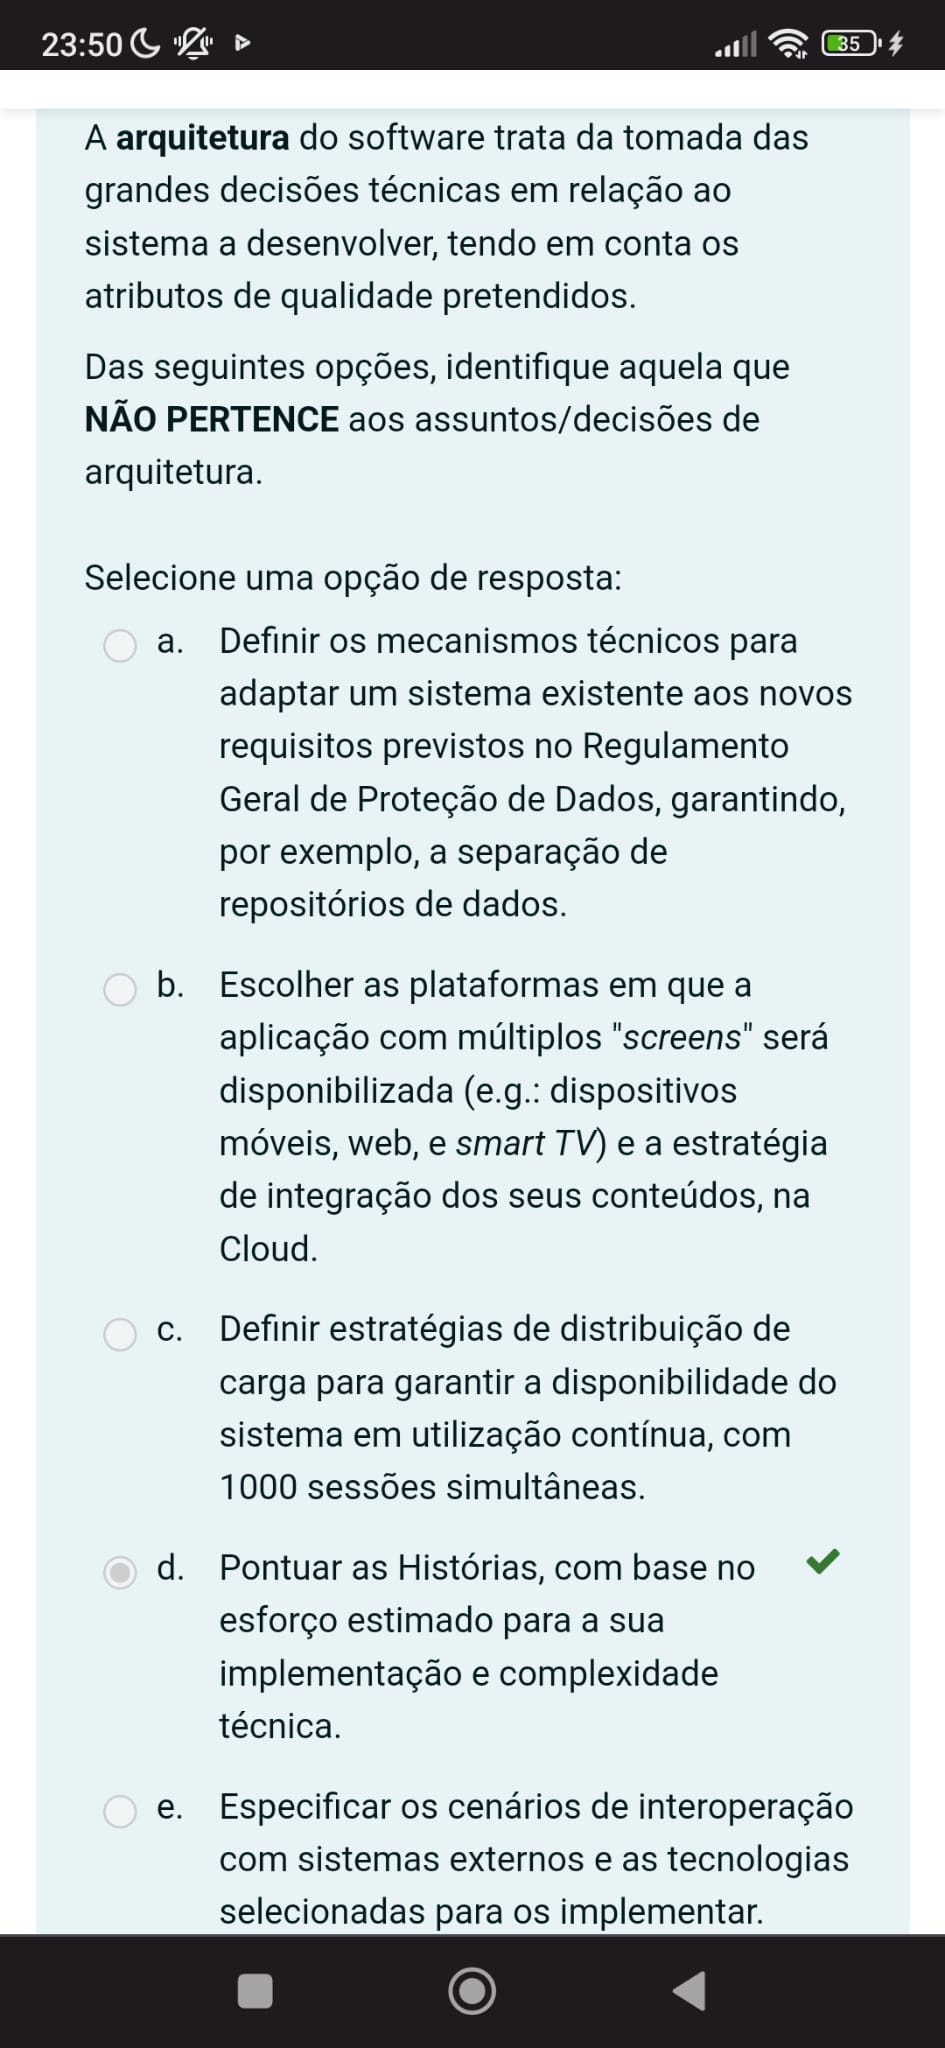 23:50
35
A arquitetura do software trata da tomada das
grandes decisões técnicas em relação ao
sistema a desenvolver, tendo em conta os
atributos de qualidade pretendidos.
Das seguintes opções, identifique aquela que
NÃO PERTENCE aos assuntos/decisões de
arquitetura.
Selecione uma opção de resposta:
a. Definir os mecanismos técnicos para
adaptar um sistema existente aos novos
requisitos previstos no Regulamento
Geral de Proteção de Dados, garantindo,
por exemplo, a separação de
repositórios de dados.
b. Escolher as plataformas em que a
aplicação com múltiplos "screens" será
disponibilizada (e.g.: dispositivos
móveis, web, e smart TV) e a estratégia
de integração dos seus conteúdos, na
Cloud.
c. Definir estratégias de distribuição de
carga para garantir a disponibilidade do
sistema em utilização contínua, com
1000 sessões simultâneas.
d. Pontuar as Histórias, com base no
esforço estimado para a sua
implementação e complexidade
técnica.
e. Especificar os cenários de interoperação
com sistemas externos e as tecnologias
selecionadas para os implementar.